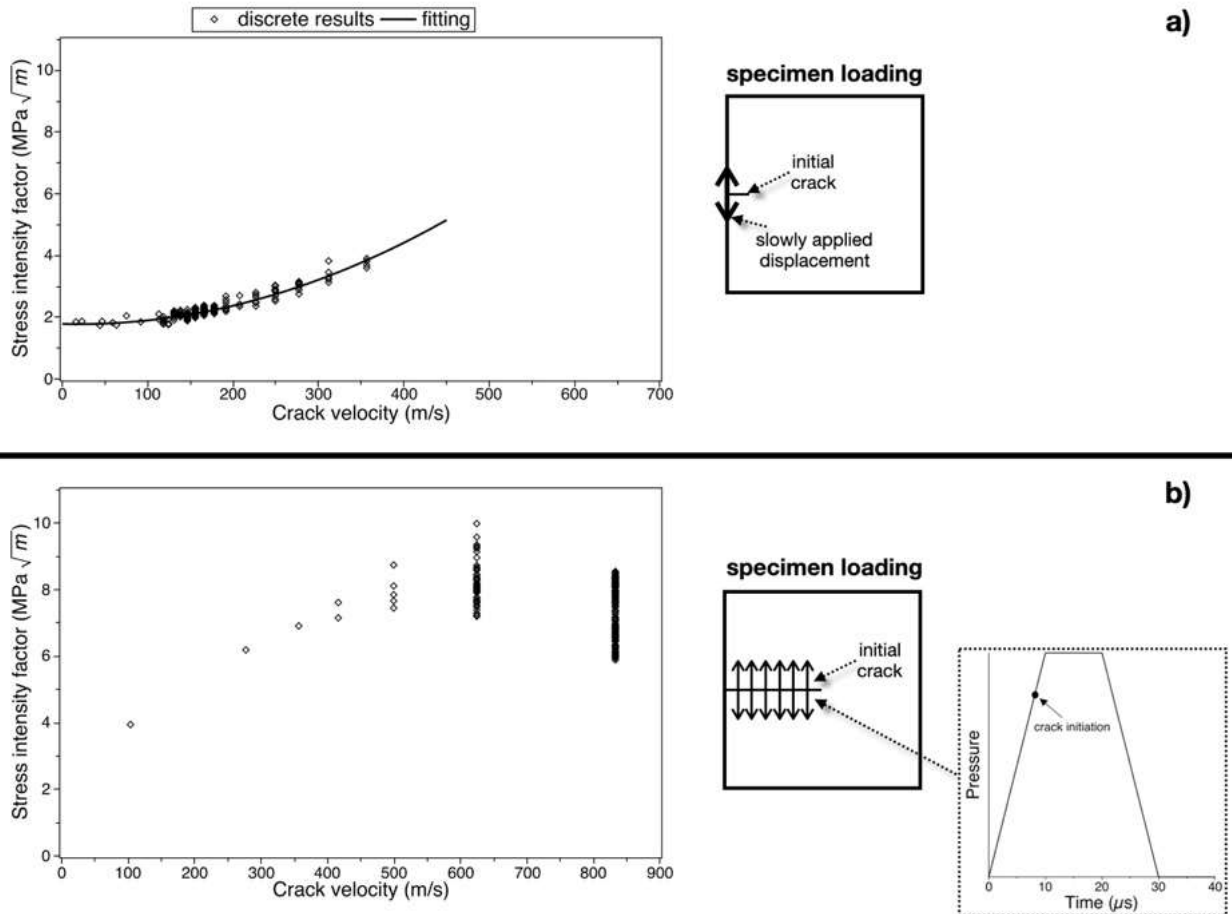 discrete results fitting
a)
Stress intensity factor (MPa √m)
10
8
6
4
2
0
0 100 200 300 400 500 600 700
Crack velocity (m/s)
specimen loading
initial
crack
slowly applied
displacement
b)
Stress intensity factor (MPa √m)
10
8
6
4
2
0
0 100 200 300 400 500 600 700 800 900
Crack velocity (m/s)
specimen loading
initial
crack
Pressure
crack initiation
0 10 20 30 40
Time (μs)